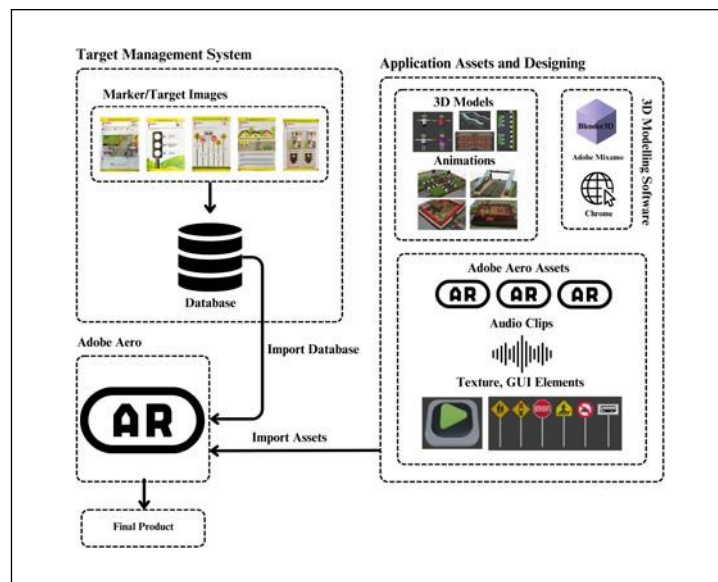 Target Management System
Marker/Target Images
Database
Import Database
Adobe Aero
AR
Import Assets
Final Product
Application Assets and Designing
3D Models
Animations
Blender 3D
Adobe Mixamo
Chrome
3D Modelling Software
Adobe Aero Assets
AR AR AR
Audio Clips
Texture, GUI Elements